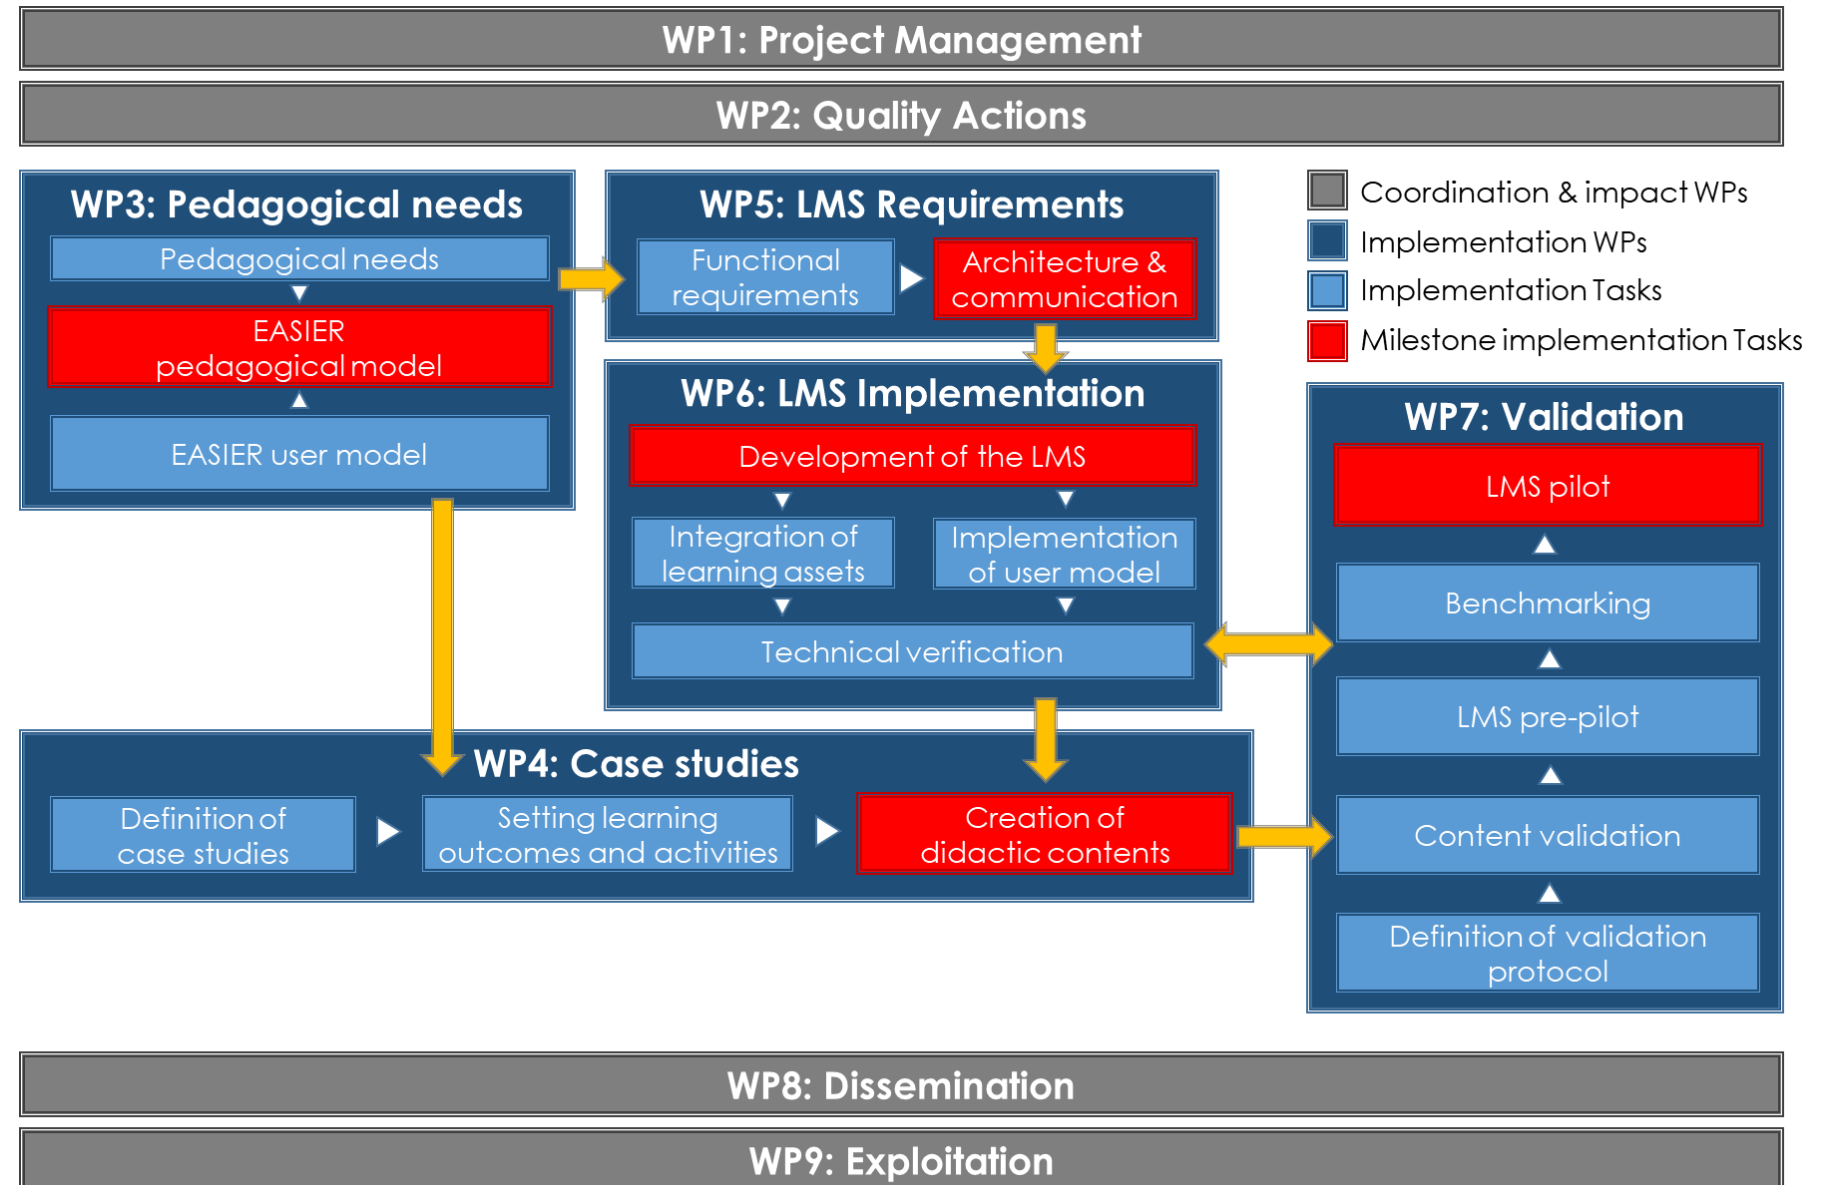 WP1: Project Management
WP2: Quality Actions
WP3: Pedagogical needs
Pedagogical needs
EASIER
pedagogical model
EASIER user model
WP5: LMS Requirements
Functional
requirements
Architecture &
communication
Coordination & impact WPs
Implementation WPs
Implementation Tasks
Milestone implementation Tasks
WP6: LMS Implementation
Development of the LMS
Integration of
learning assets
Implementation
of user model
Technical verification
WP7: Validation
LMS pilot
Benchmarking
LMS pre-pilot
Content validation
Definition of validation
protocol
WP4: Case studies
Definition of
case studies
Setting learning
outcomes and activities
Creation of
didactic contents
WP8: Dissemination
WP9: Exploitation